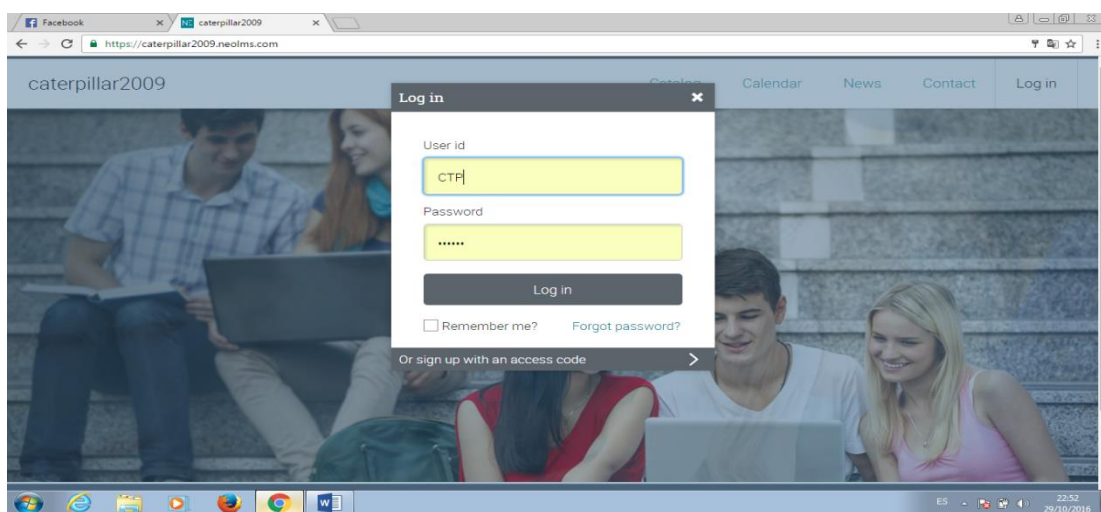 Facebook
NE caterpillar2009
https://caterpillar2009.neolms.com
caterpillar2009
Catalog Calendar News Contact Log in
Log in
User id
CTP
Password
••••••
Log in
Remember me? Forgot password?
Or sign up with an access code
ES
22:52
29/10/2016